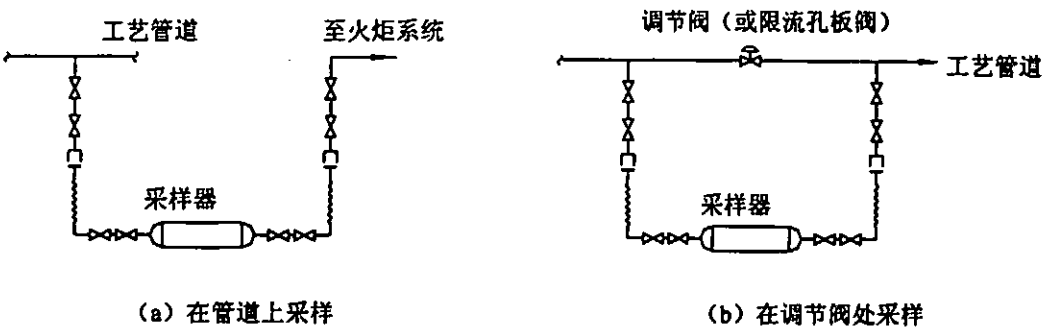 工艺管道
至火炬系统
采样器
(a) 在管道上采样
调节阀（或限流孔板阀）
工艺管道
采样器
(b) 在调节阀处采样